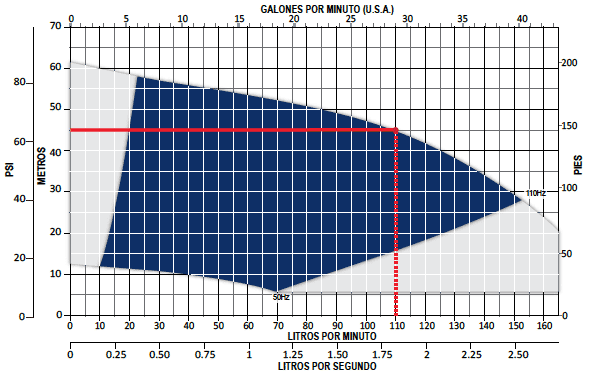 GALONES POR MINUTO (U.S.A.)
0 5 10 15 20 25 30 35 40
70
60
50
40
30
20
10
0
METROS
80
60
40
20
0
PSI
200
150
100
50
0
PIES
110Hz
50Hz
0 10 20 30 40 50 60 70 80 90 100 110 120 130 140 150 160
LITROS POR MINUTO
0 0.25 0.50 0.75 1 1.25 1.50 1.75 2 2.25 2.50
LITROS POR SEGUNDO